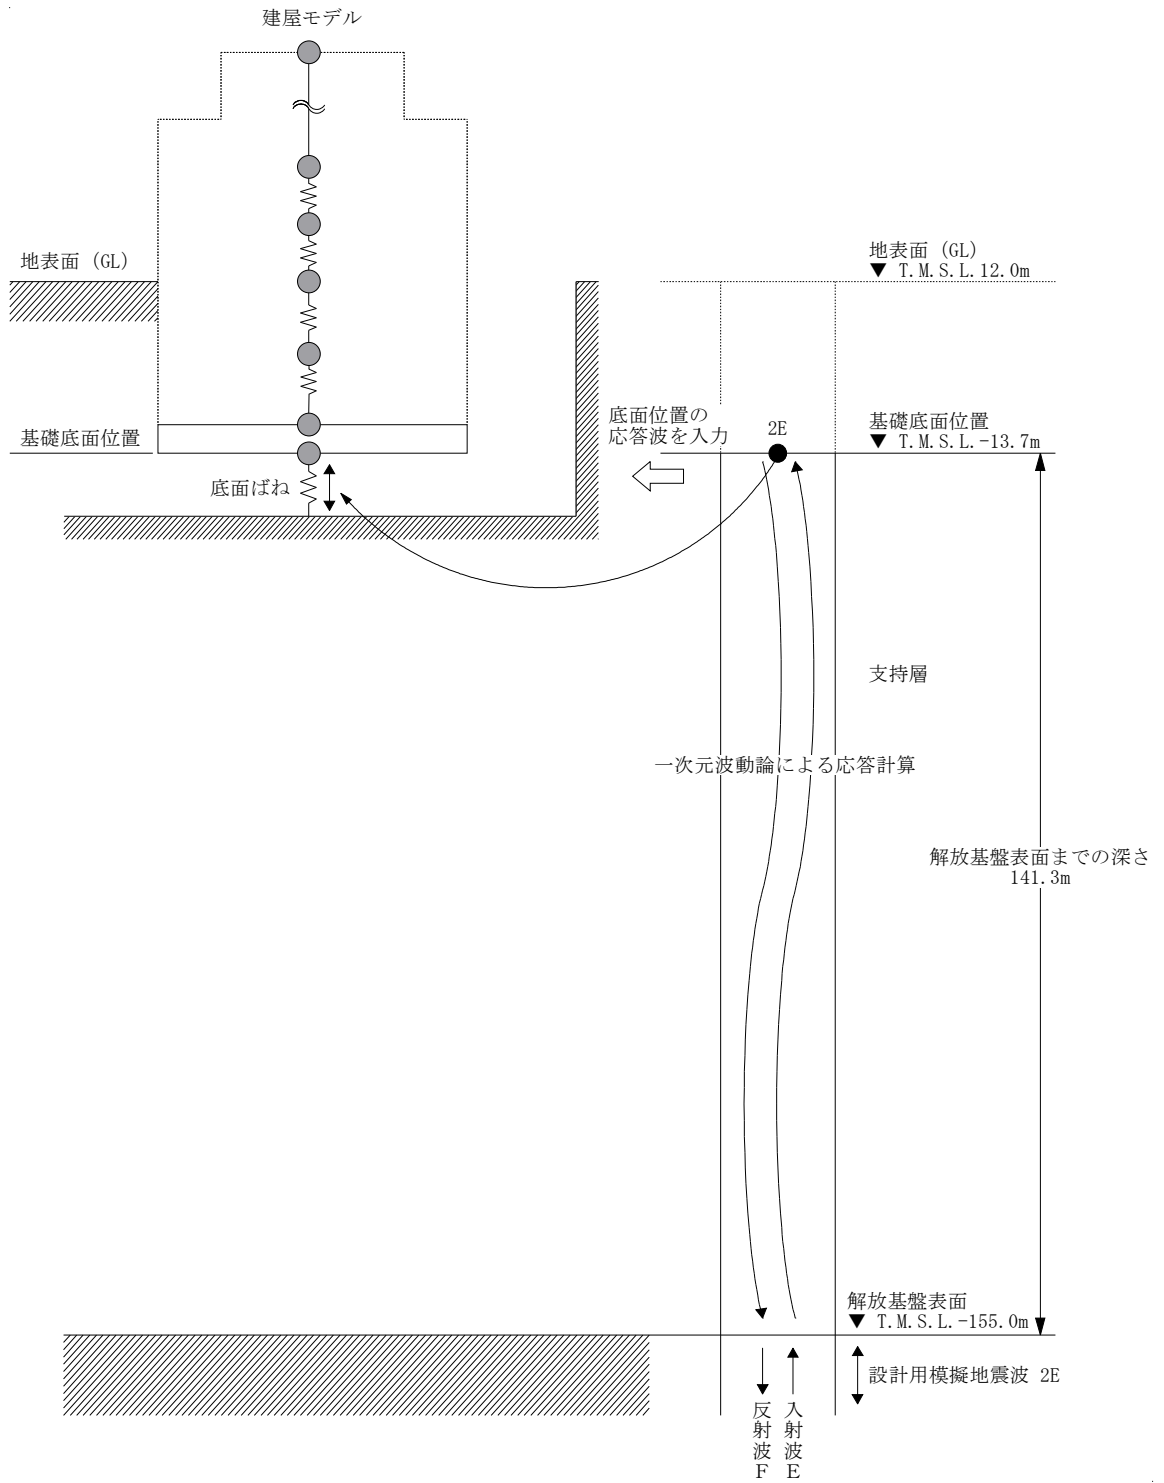 建屋モデル
地表面（GL）
地表面（GL）
▼ T.M.S.L.12.0m
底面位置の
応答波を入力
2E
基礎底面位置
▼ T.M.S.L.-13.7m
基礎底面位置
底面ばね
支持層
一次元波動論による応答計算
解放基盤表面までの深さ
141.3m
解放基盤表面
▼ T.M.S.L.-155.0m
設計用模擬地震波 2E
反射波F
入射波E